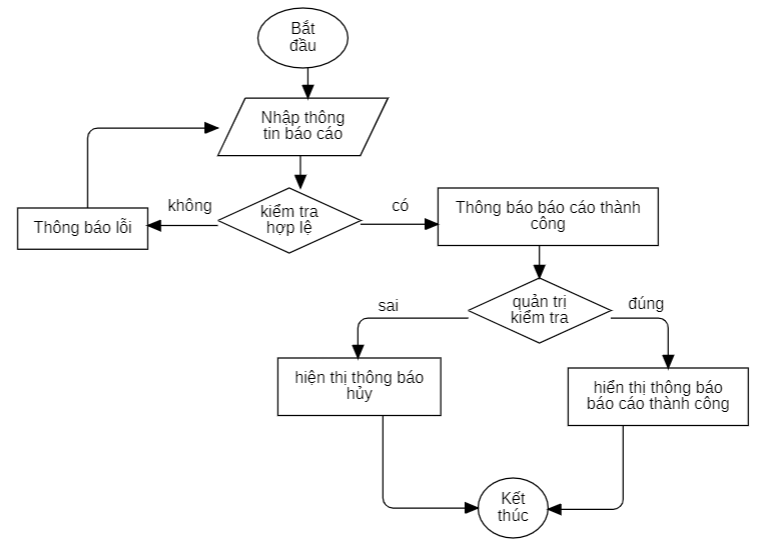 Bắt
đầu
Nhập thông
tin báo cáo
không
kiểm tra
hợp lệ
có
Thông báo báo cáo thành
công
Thông báo lỗi
quản trị
kiểm tra
sai
đúng
hiện thị thông báo
hủy
hiển thị thông báo
báo cáo thành công
Kết
thúc